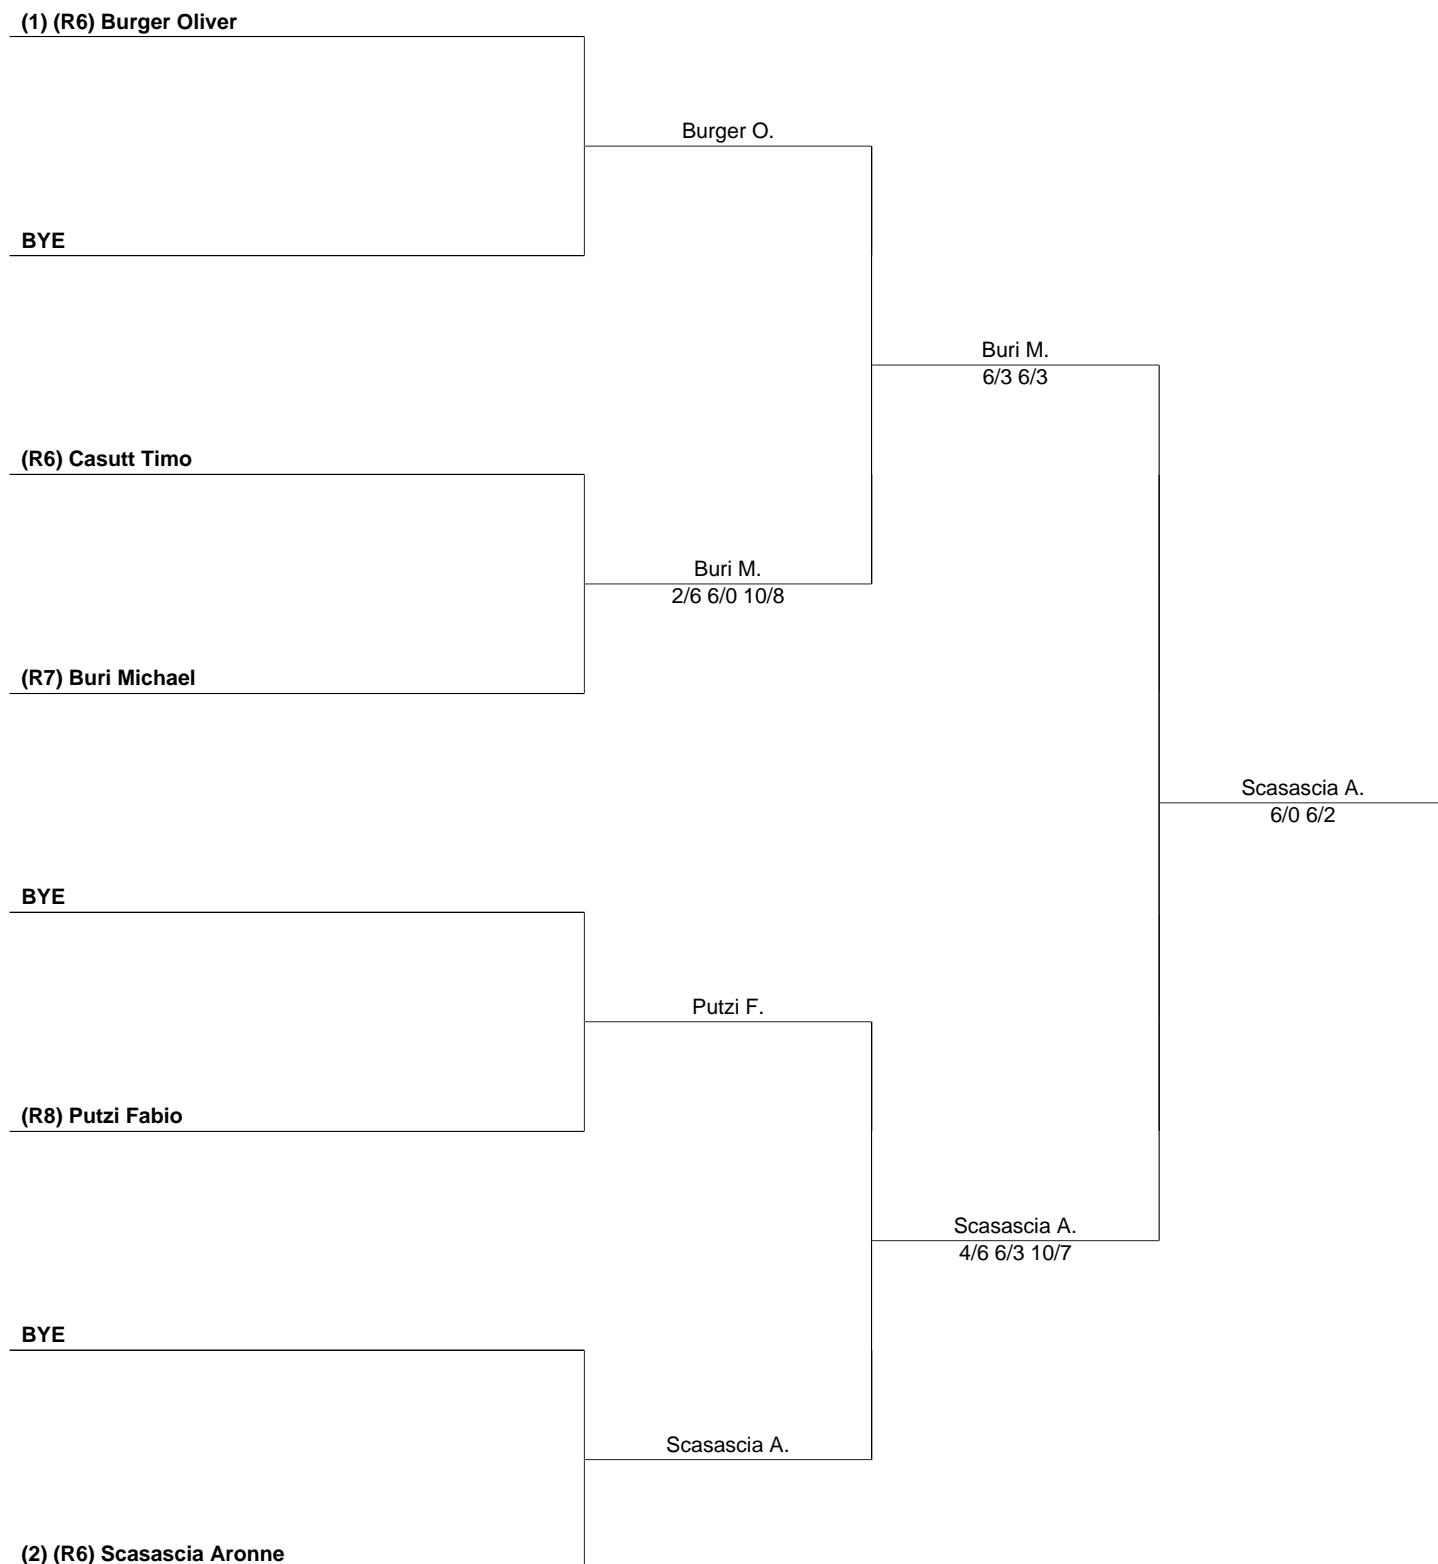 (1) (R6) Burger Oliver
Burger O.
BYE
Buri M.
6/3 6/3
(R6) Casutt Timo
Buri M.
2/6 6/0 10/8
(R7) Buri Michael
Scasascia A.
6/0 6/2
BYE
Putzi F.
(R8) Putzi Fabio
Scasascia A.
4/6 6/3 10/7
BYE
Scasascia A.
(2) (R6) Scasascia Aronne